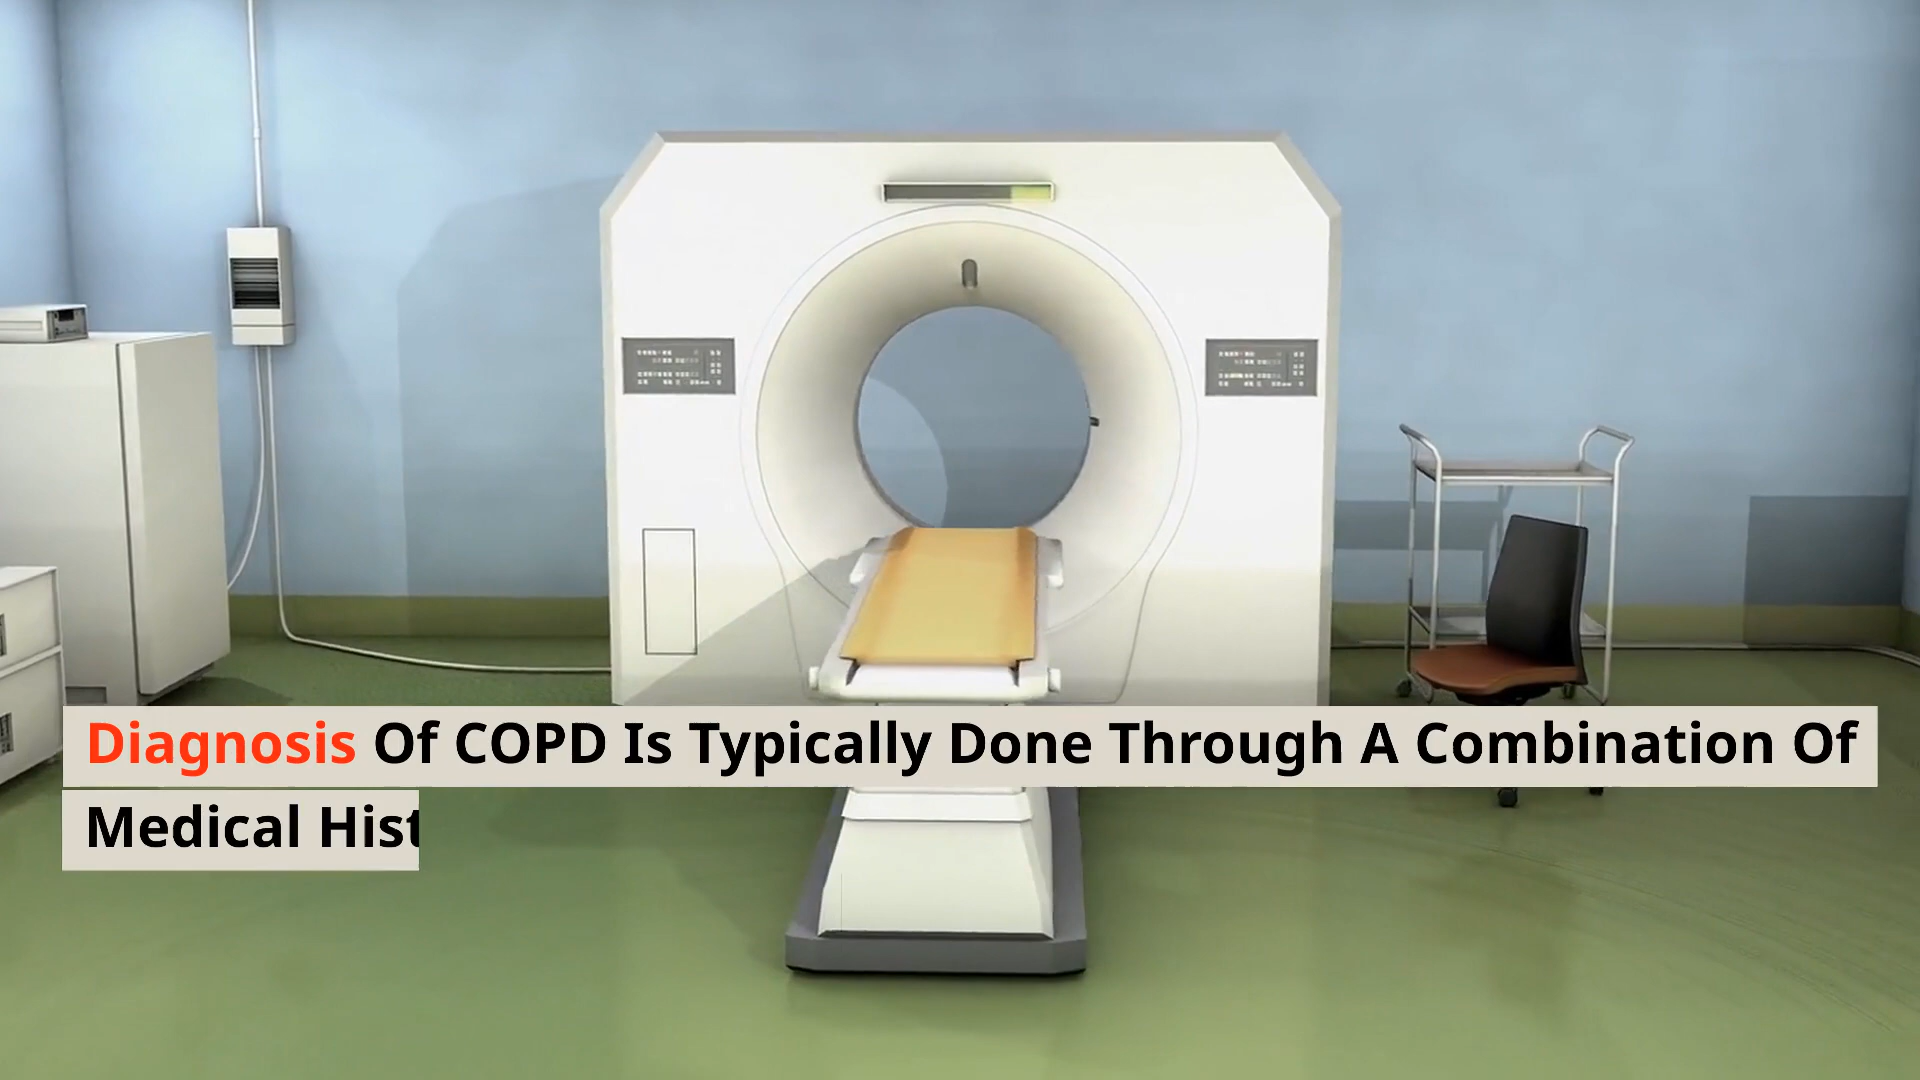 Diagnosis Of COPD Is Typically Done Through A Combination Of
Medical Hist